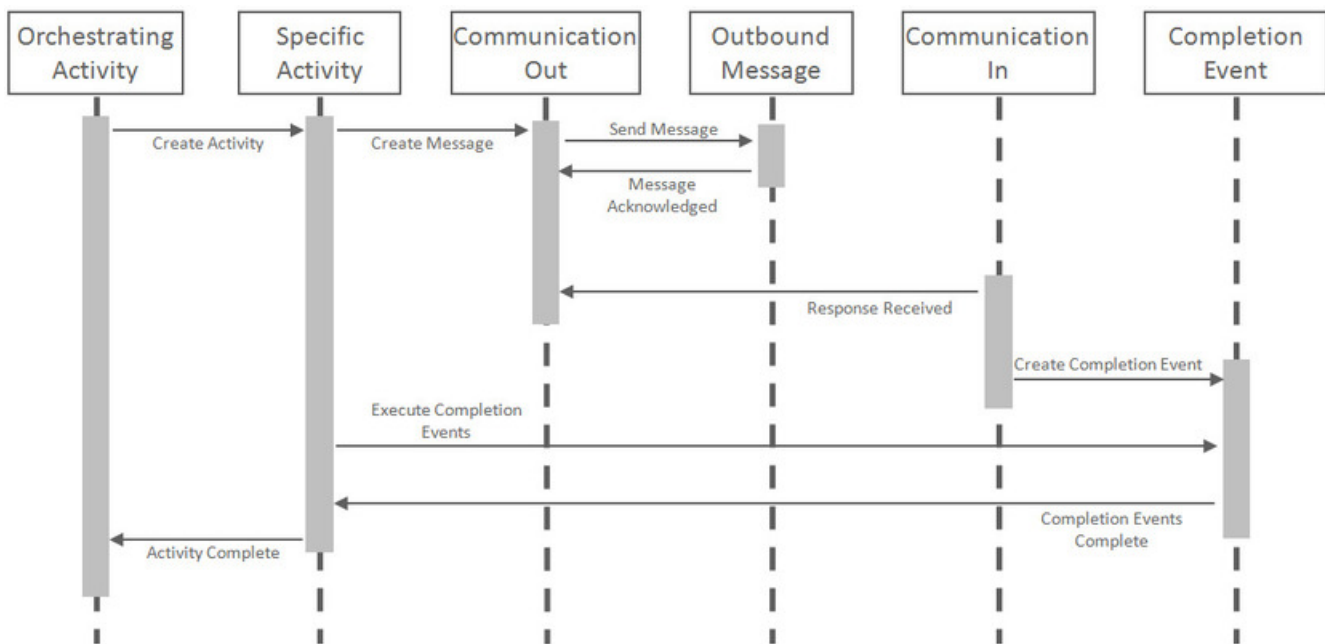 Orchestrating
Activity
Specific
Activity
Communication
Out
Outbound
Message
Communication
In
Completion
Event
Create Activity
Create Message
Send Message
Message
Acknowledged
Response Received
Create Completion Event
Execute Completion
Events
Completion Events
Complete
Activity Complete